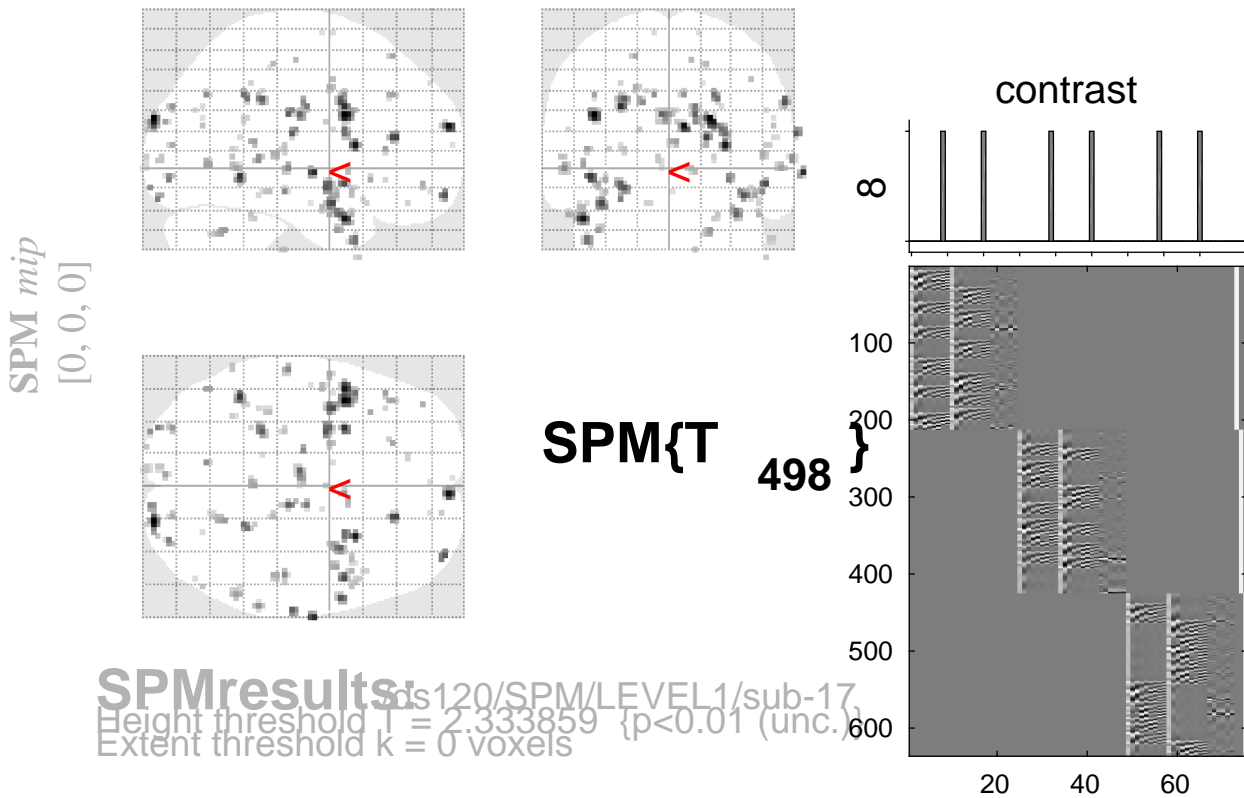 SPM mip
[0, 0, 0]
<
<
<
SPM{T498}
contrast
8
100
200
300
400
500
600
20 40 60
SPMresults: /ds120/SPM/LEVEL1/sub-17
Height threshold T = 2.333859 {p<0.01 (unc.)}
Extent threshold k = 0 voxels